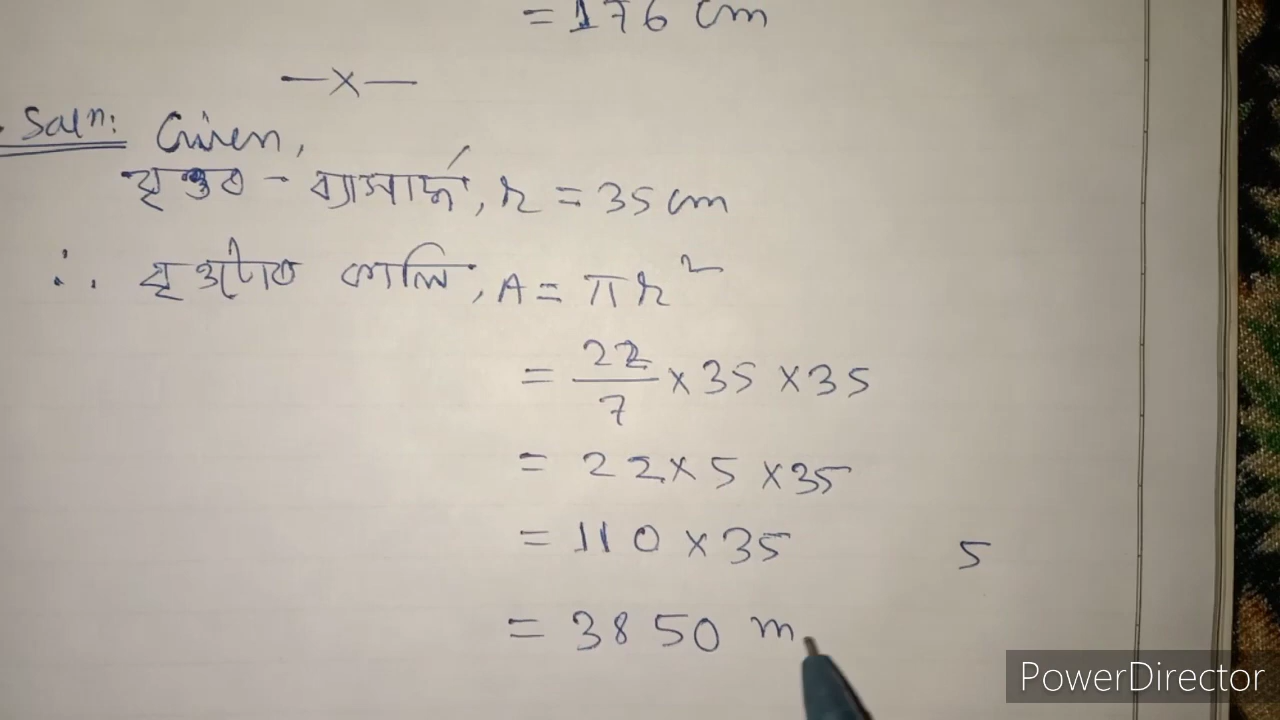 = 176 cm
—x—
Solⁿ: Given,
বৃত্তৰ - ব্যাসাৰ্দ্ধ, r = 35 cm
∴ বৃত্তটোৰ কালি, A = πr²
= 22/7 × 35 × 35
= 22 × 5 × 35
= 110 × 35
5
= 3850 m
PowerDirector